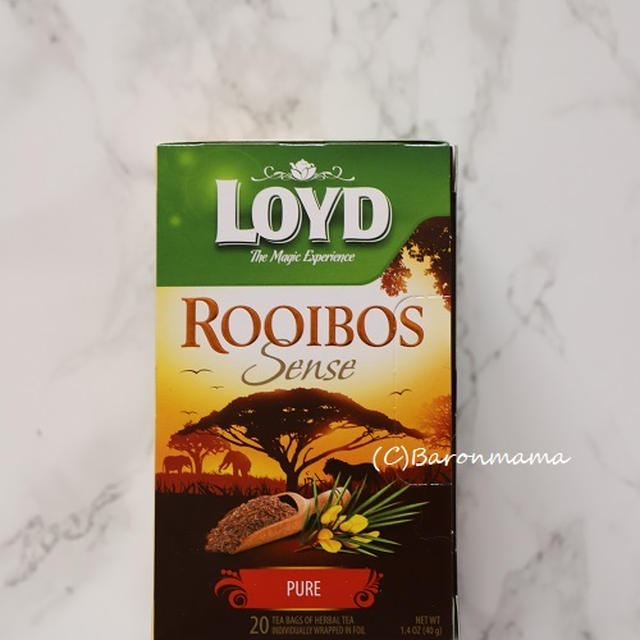 LOYD
The Magic Experience
ROOIBOS
Sense
(C)Baronmama
PURE
20 TEA BAGS OF HERBAL TEA
INDIVIDUALLY WRAPPED IN FOIL
NET WT
1,4 OZ (40 g)